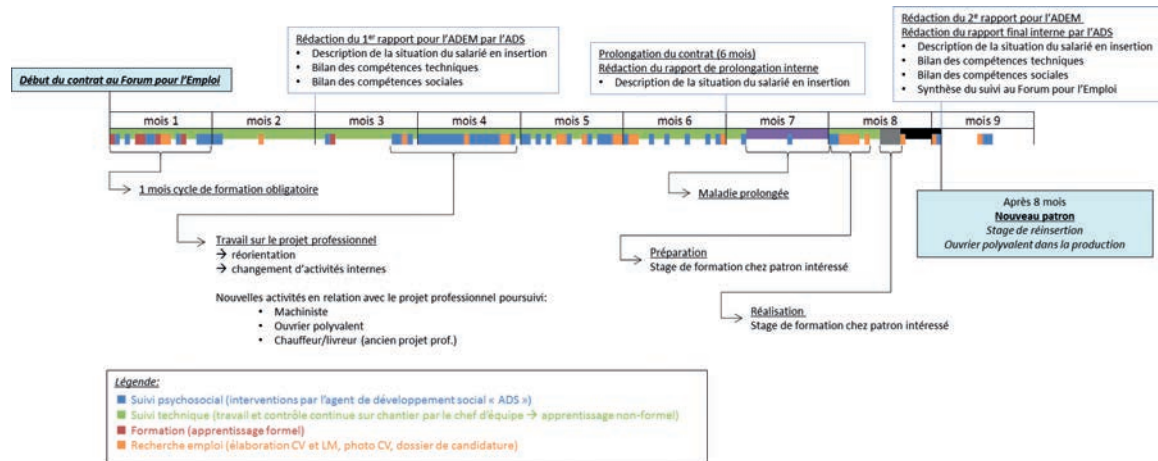 Début du contrat au Forum pour l'Emploi
Rédaction du 1er rapport pour l'ADEM par l'ADS
• Description de la situation du salarié en insertion
• Bilan des compétences techniques
• Bilan des compétences sociales
Prolongation du contrat (6 mois)
Rédaction du rapport de prolongation interne
• Description de la situation du salarié en insertion
Rédaction du 2e rapport pour l'ADEM
Rédaction du rapport final interne par l'ADS
• Description de la situation du salarié en insertion
• Bilan des compétences techniques
• Bilan des compétences sociales
• Synthèse du suivi au Forum pour l'Emploi
mois 1
mois 2
mois 3
mois 4
mois 5
mois 6
mois 7
mois 8
mois 9
1 mois cycle de formation obligatoire
Travail sur le projet professionnel
→ réorientation
→ changement d'activités internes
Nouvelles activités en relation avec le projet professionnel poursuivi:
• Machiniste
• Ouvrier polyvalent
• Chauffeur/livreur (ancien projet prof.)
Maladie prolongée
Préparation
Stage de formation chez patron intéressé
Réalisation
Stage de formation chez patron intéressé
Après 8 mois
Nouveau patron
Stage de réinsertion
Ouvrier polyvalent dans la production
Légende:
Suivi psychosocial (interventions par l'agent de développement social « ADS »)
Suivi technique (travail et contrôle continue sur chantier par le chef d'équipe → apprentissage non-formel)
Formation (apprentissage formel)
Recherche emploi (élaboration CV et LM, photo CV, dossier de candidature)